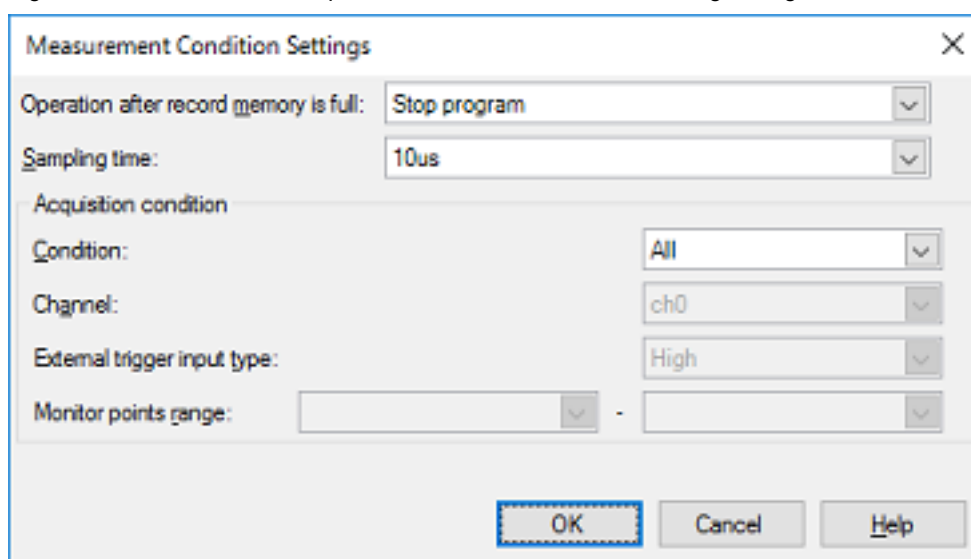 Measurement Condition Settings
Operation after record memory is full: Stop program
Sampling time: 10us
Acquisition condition
Condition: All
Channel: ch0
External trigger input type: High
Monitor points range: -
OK Cancel Help